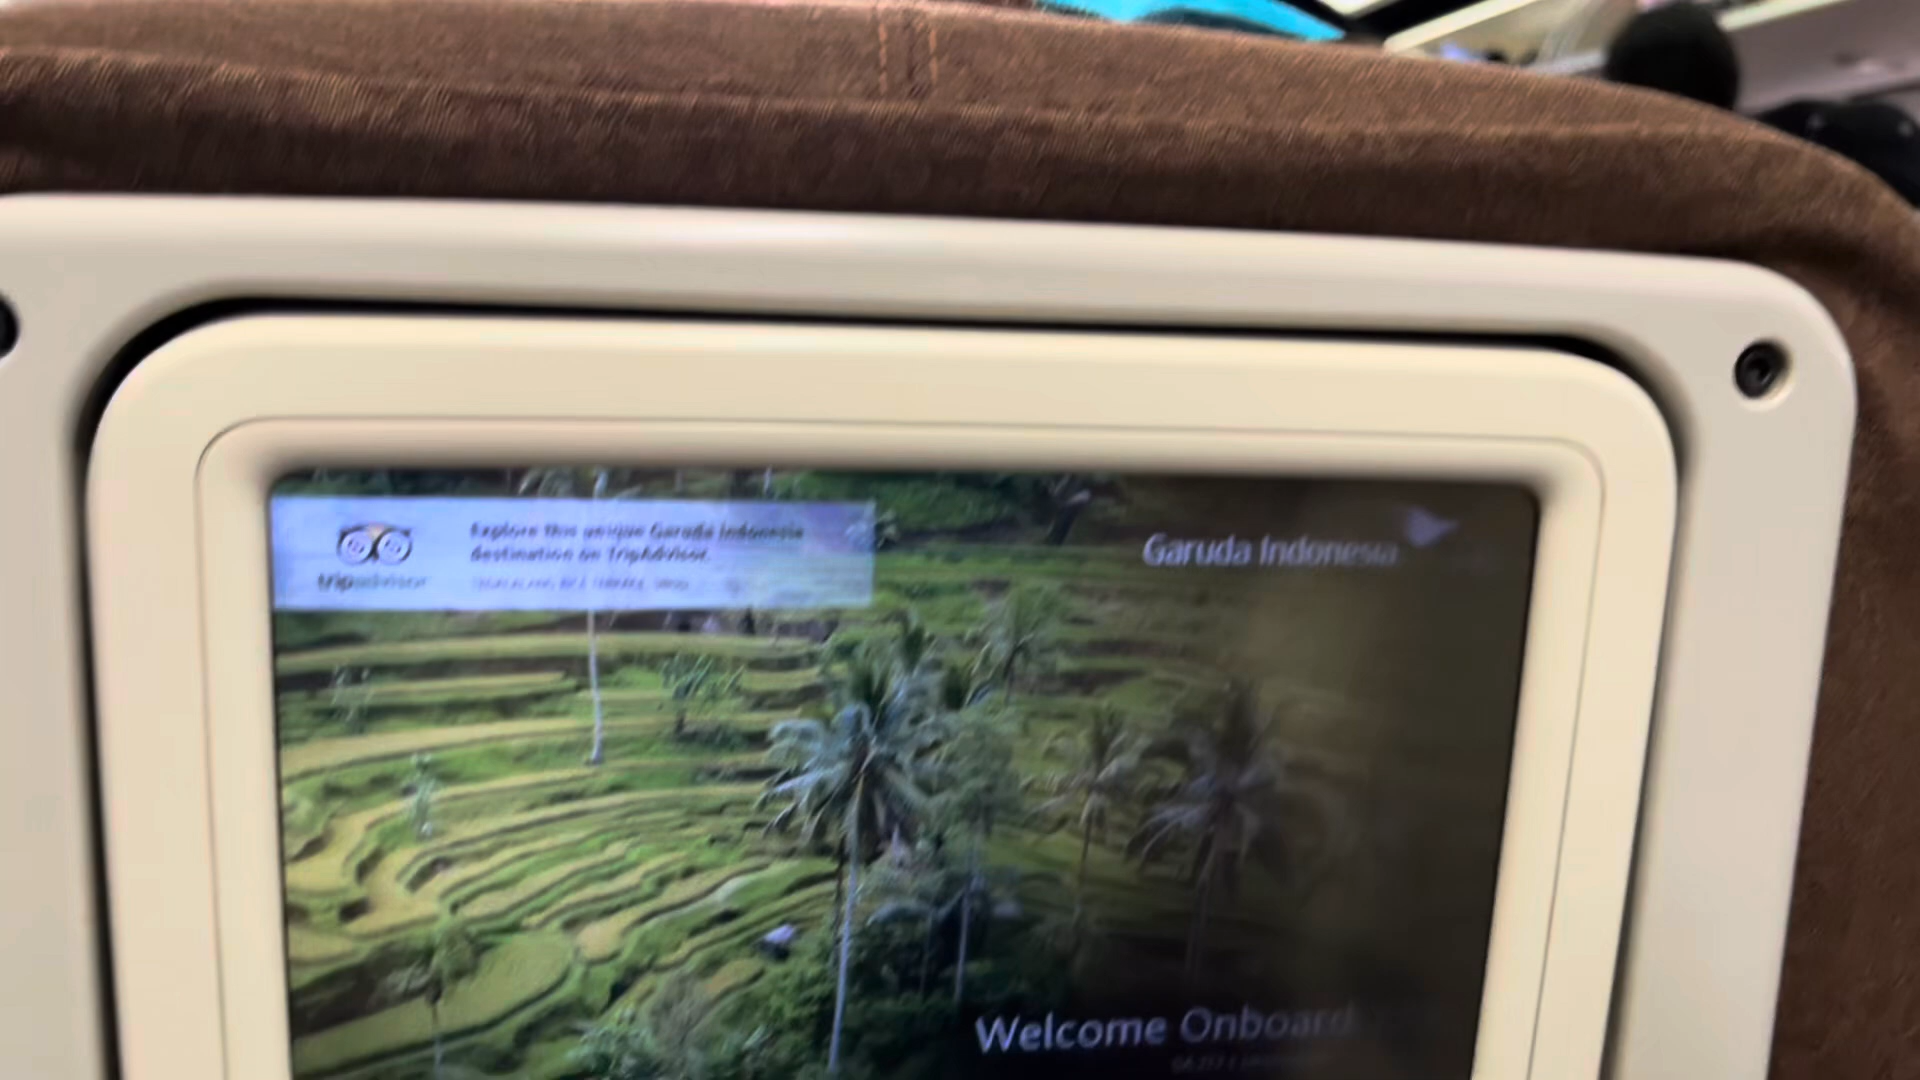 Explore this unique Garuda Indonesia
destination on TripAdvisor.
tripadvisor
Garuda Indonesia
Welcome Onboard